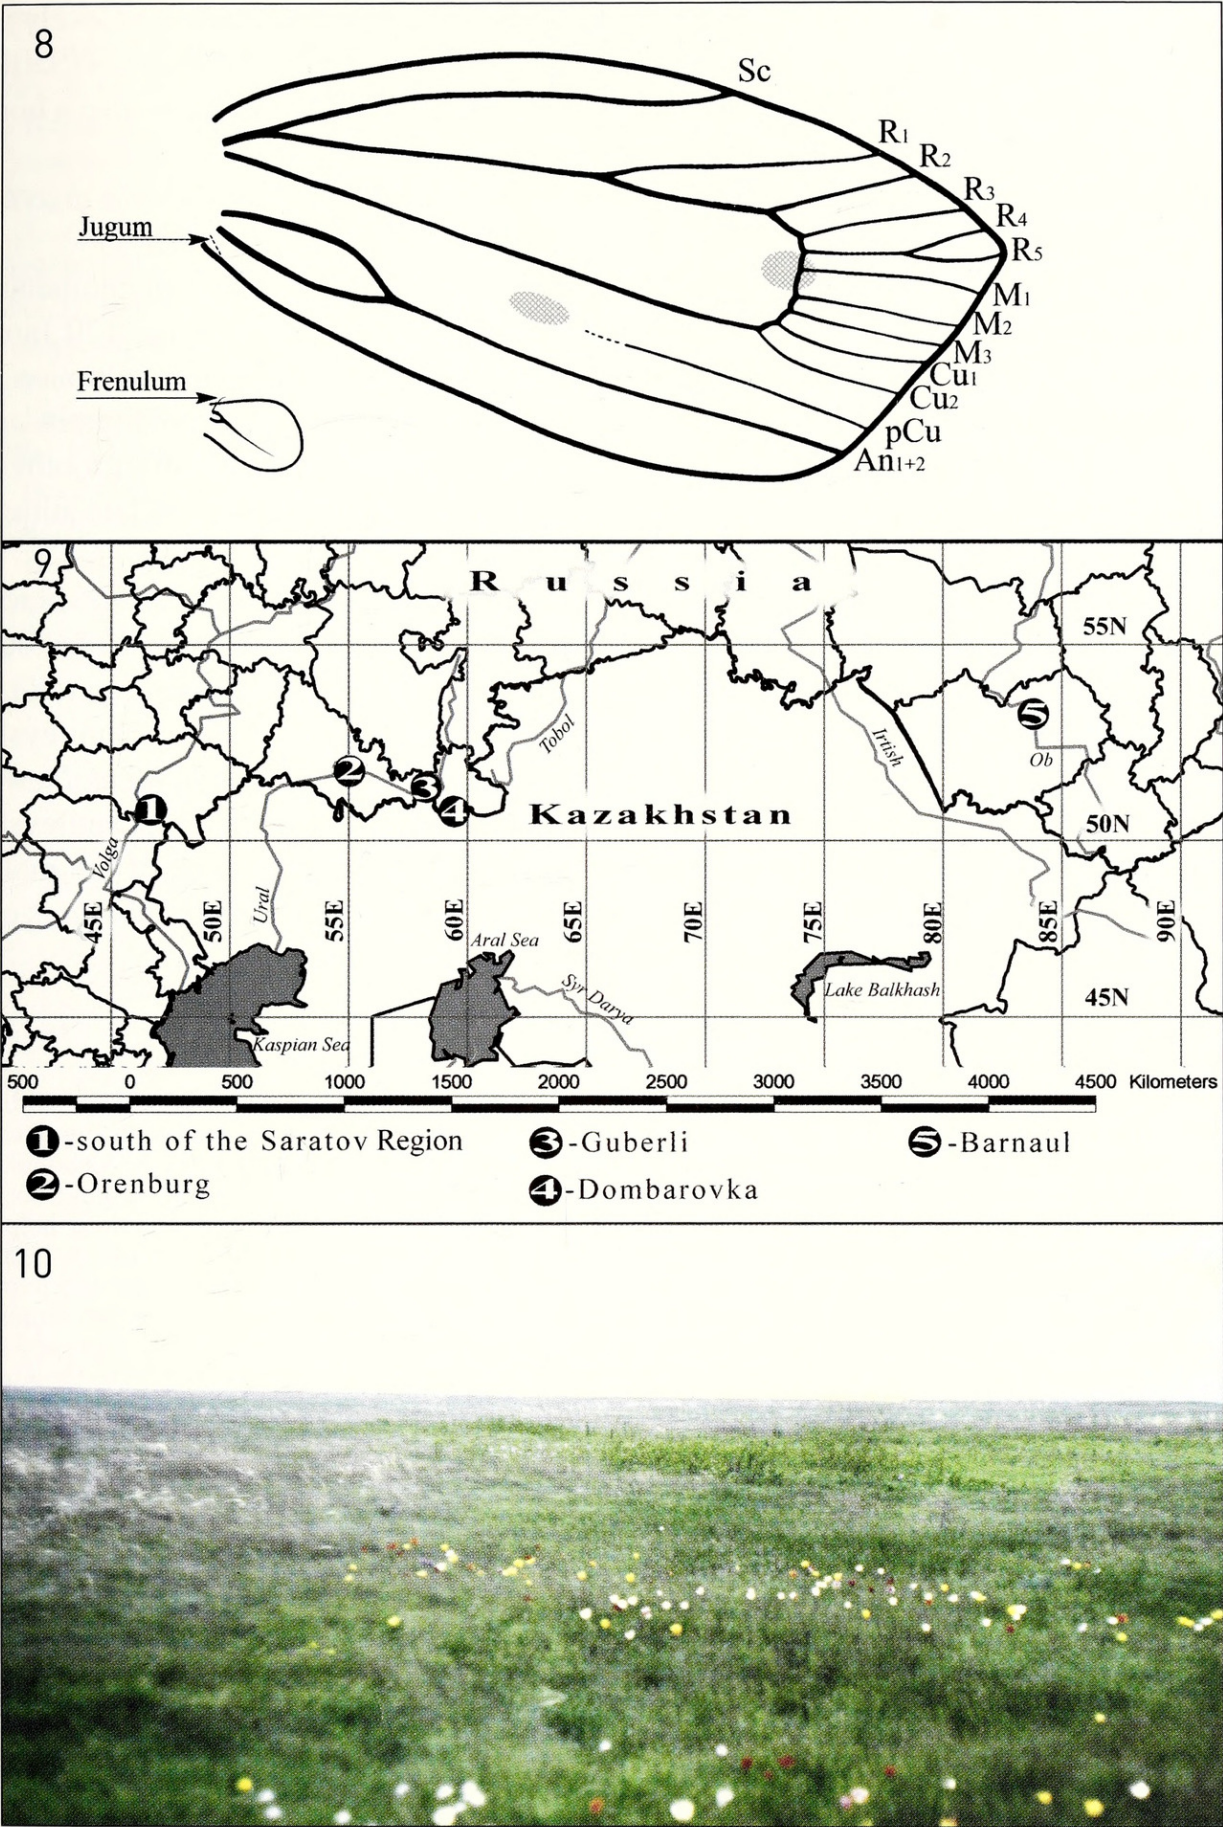 8
Sc
R1
R2
R3
R4
R5
Jugum
M1
M2
M3
Frenulum
Cu1
Cu2
pCu
An1+2
9
Russia
55N
5
Tobol
Irtish
Ob
2
3
1
4
Kazakhstan
50N
Volga
Ural
45E
50E
55E
60E
65E
70E
75E
80E
85E
90E
Aral Sea
Syr Darya
Lake Balkhash
45N
Kaspian Sea
500 0 500 1000 1500 2000 2500 3000 3500 4000 4500 Kilometers
1 -south of the Saratov Region 3 -Guberli 5 -Barnaul
2 -Orenburg 4 -Dombarovka
10